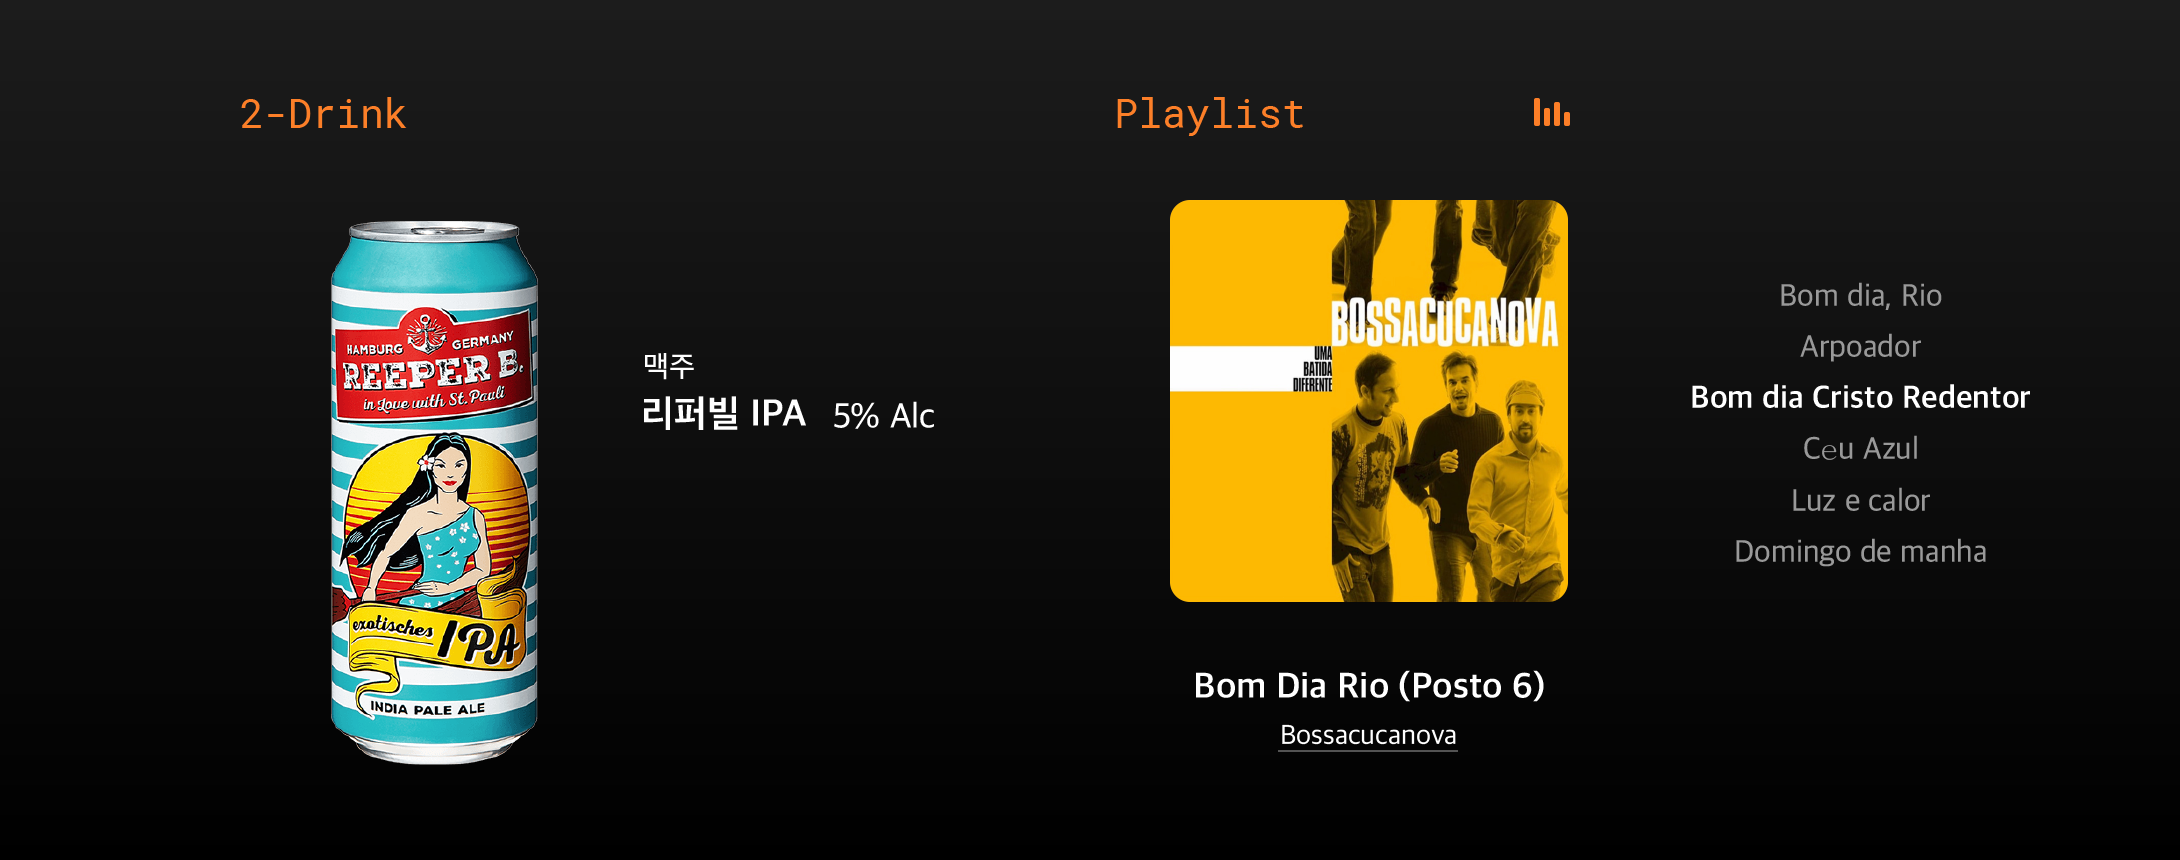 2-Drink
HAMBURG GERMANY
REEPER B.
in Love with St. Pauli
exotisches IPA
INDIA PALE ALE
맥주
리퍼빌 IPA 5% Alc
Playlist
BOSSACUCANOVA
UMA
BATIDA
DIFERENTE
Bom Dia Rio (Posto 6)
Bossacucanova
Bom dia, Rio
Arpoador
Bom dia Cristo Redentor
Ceu Azul
Luz e calor
Domingo de manha